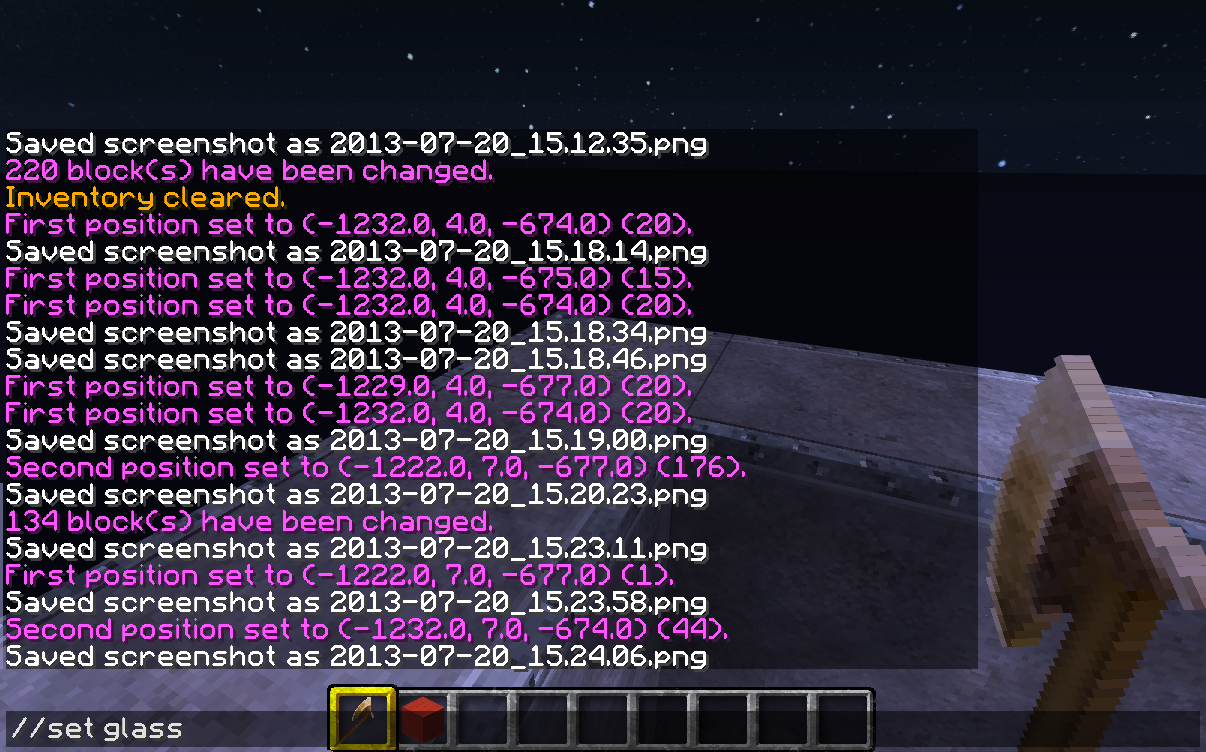 Saved screenshot as 2013-07-20_15.12.35.png
220 block(s) have been changed.
Inventory cleared.
First position set to (-1232.0, 4.0, -674.0) (20).
Saved screenshot as 2013-07-20_15.18.14.png
First position set to (-1232.0, 4.0, -675.0) (15).
First position set to (-1232.0, 4.0, -674.0) (20).
Saved screenshot as 2013-07-20_15.18.34.png
Saved screenshot as 2013-07-20_15.18.46.png
First position set to (-1229.0, 4.0, -677.0) (20).
First position set to (-1232.0, 4.0, -674.0) (20).
Saved screenshot as 2013-07-20_15.19.00.png
Second position set to (-1222.0, 7.0, -677.0) (176).
Saved screenshot as 2013-07-20_15.20.23.png
134 block(s) have been changed.
Saved screenshot as 2013-07-20_15.23.11.png
First position set to (-1222.0, 7.0, -677.0) (1).
Saved screenshot as 2013-07-20_15.23.58.png
Second position set to (-1232.0, 7.0, -674.0) (44).
Saved screenshot as 2013-07-20_15.24.06.png
//set glass